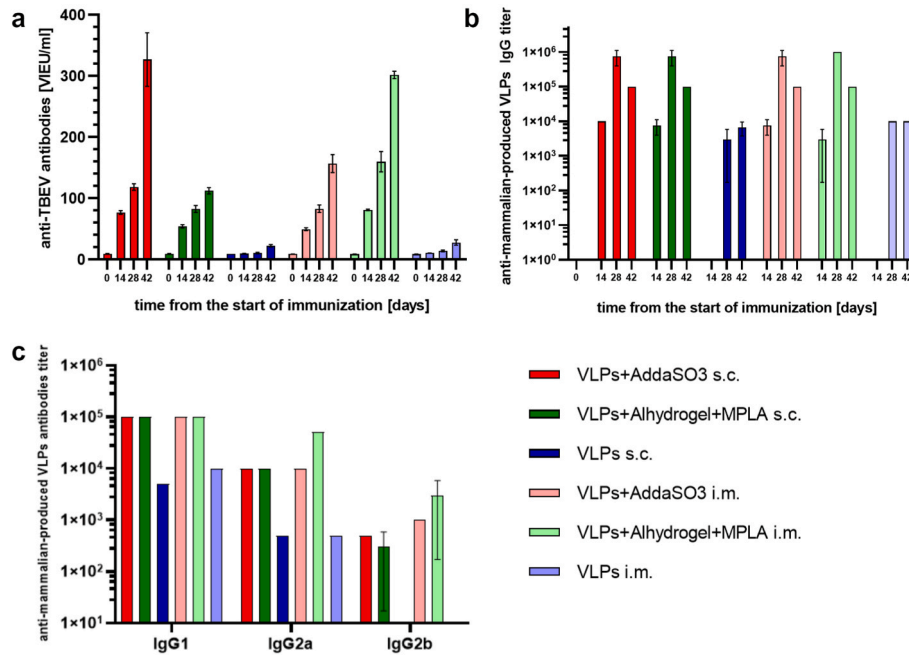 a
anti-TBEV antibodies [VIEU/ml]
400
300
200
100
0
0 14 28 42 0 14 28 42 0 14 28 42 0 14 28 42 0 14 28 42 0 14 28 42
time from the start of immunization [days]
b
anti-mammalian-produced VLPs IgG titer
1×10⁶
1×10⁵
1×10⁴
1×10³
1×10²
1×10¹
1×10⁰
0 14 28 42 0 14 28 42 0 14 28 42 0 14 28 42 0 14 28 42 0 14 28 42
time from the start of immunization [days]
c
anti-mammalian-produced VLPs antibodies titer
1×10⁶
1×10⁵
1×10⁴
1×10³
1×10²
1×10¹
IgG1 IgG2a IgG2b
VLPs+AddaSO3 s.c.
VLPs+Alhydrogel+MPLA s.c.
VLPs s.c.
VLPs+AddaSO3 i.m.
VLPs+Alhydrogel+MPLA i.m.
VLPs i.m.